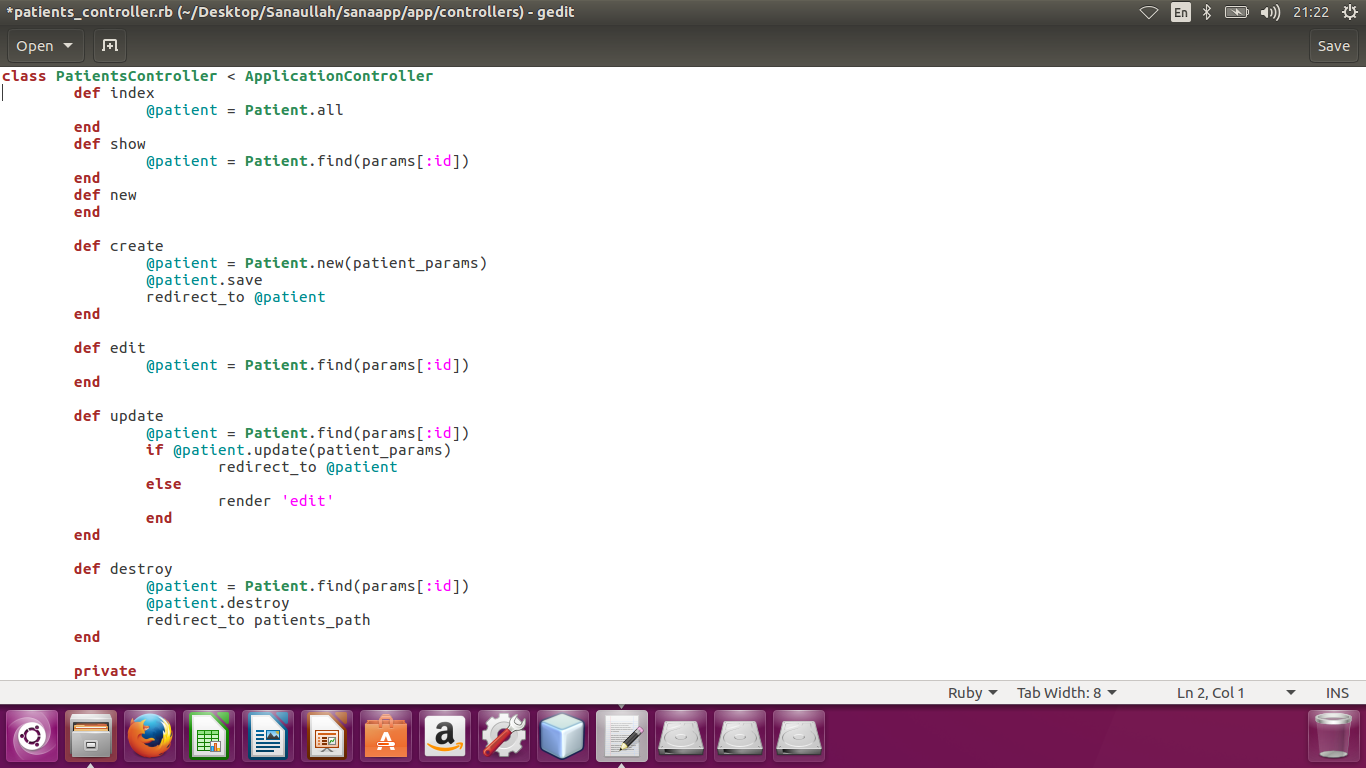 *patients_controller.rb (~/Desktop/Sanaullah/sanaapp/app/controllers) - gedit
En
21:22
Open
Save
class PatientsController < ApplicationController
def index
@patient = Patient.all
end
def show
@patient = Patient.find(params[:id])
end
def new
end
def create
@patient = Patient.new(patient_params)
@patient.save
redirect_to @patient
end
def edit
@patient = Patient.find(params[:id])
end
def update
@patient = Patient.find(params[:id])
if @patient.update(patient_params)
redirect_to @patient
else
render 'edit'
end
end
def destroy
@patient = Patient.find(params[:id])
@patient.destroy
redirect_to patients_path
end
private
Ruby
Tab Width: 8
Ln 2, Col 1
INS